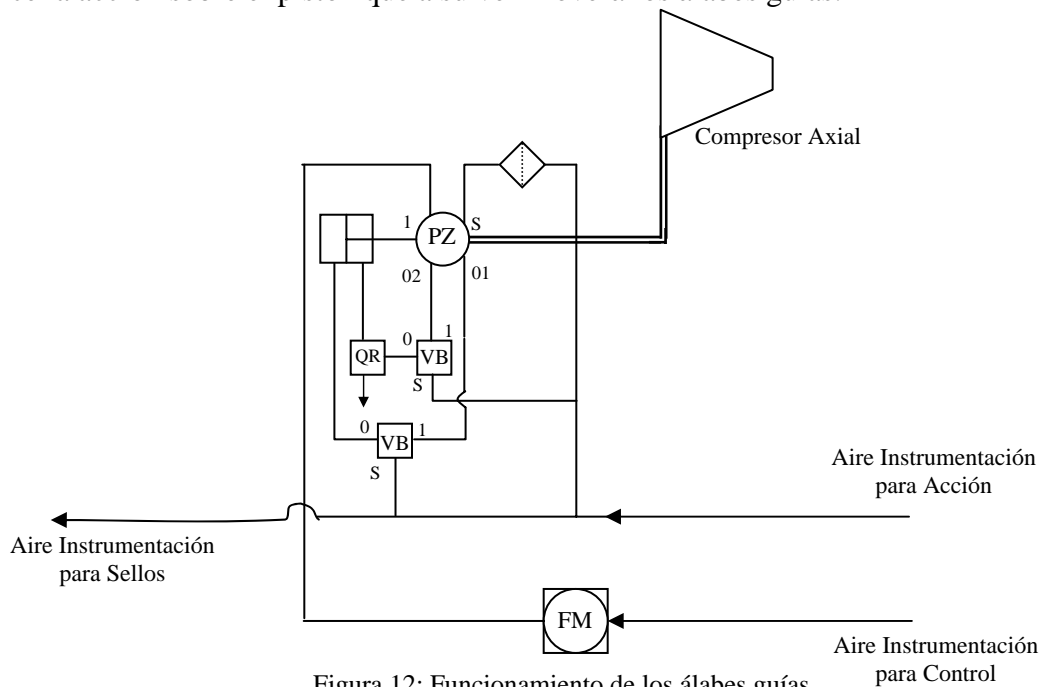 Compresor Axial
1
S
PZ
02
01
0
1
QR
VB
S
0
1
VB
S
Aire Instrumentación
para Acción
Aire Instrumentación
para Sellos
FM
Aire Instrumentación
para Control
Figura 12: Funcionamiento de los álabes guías